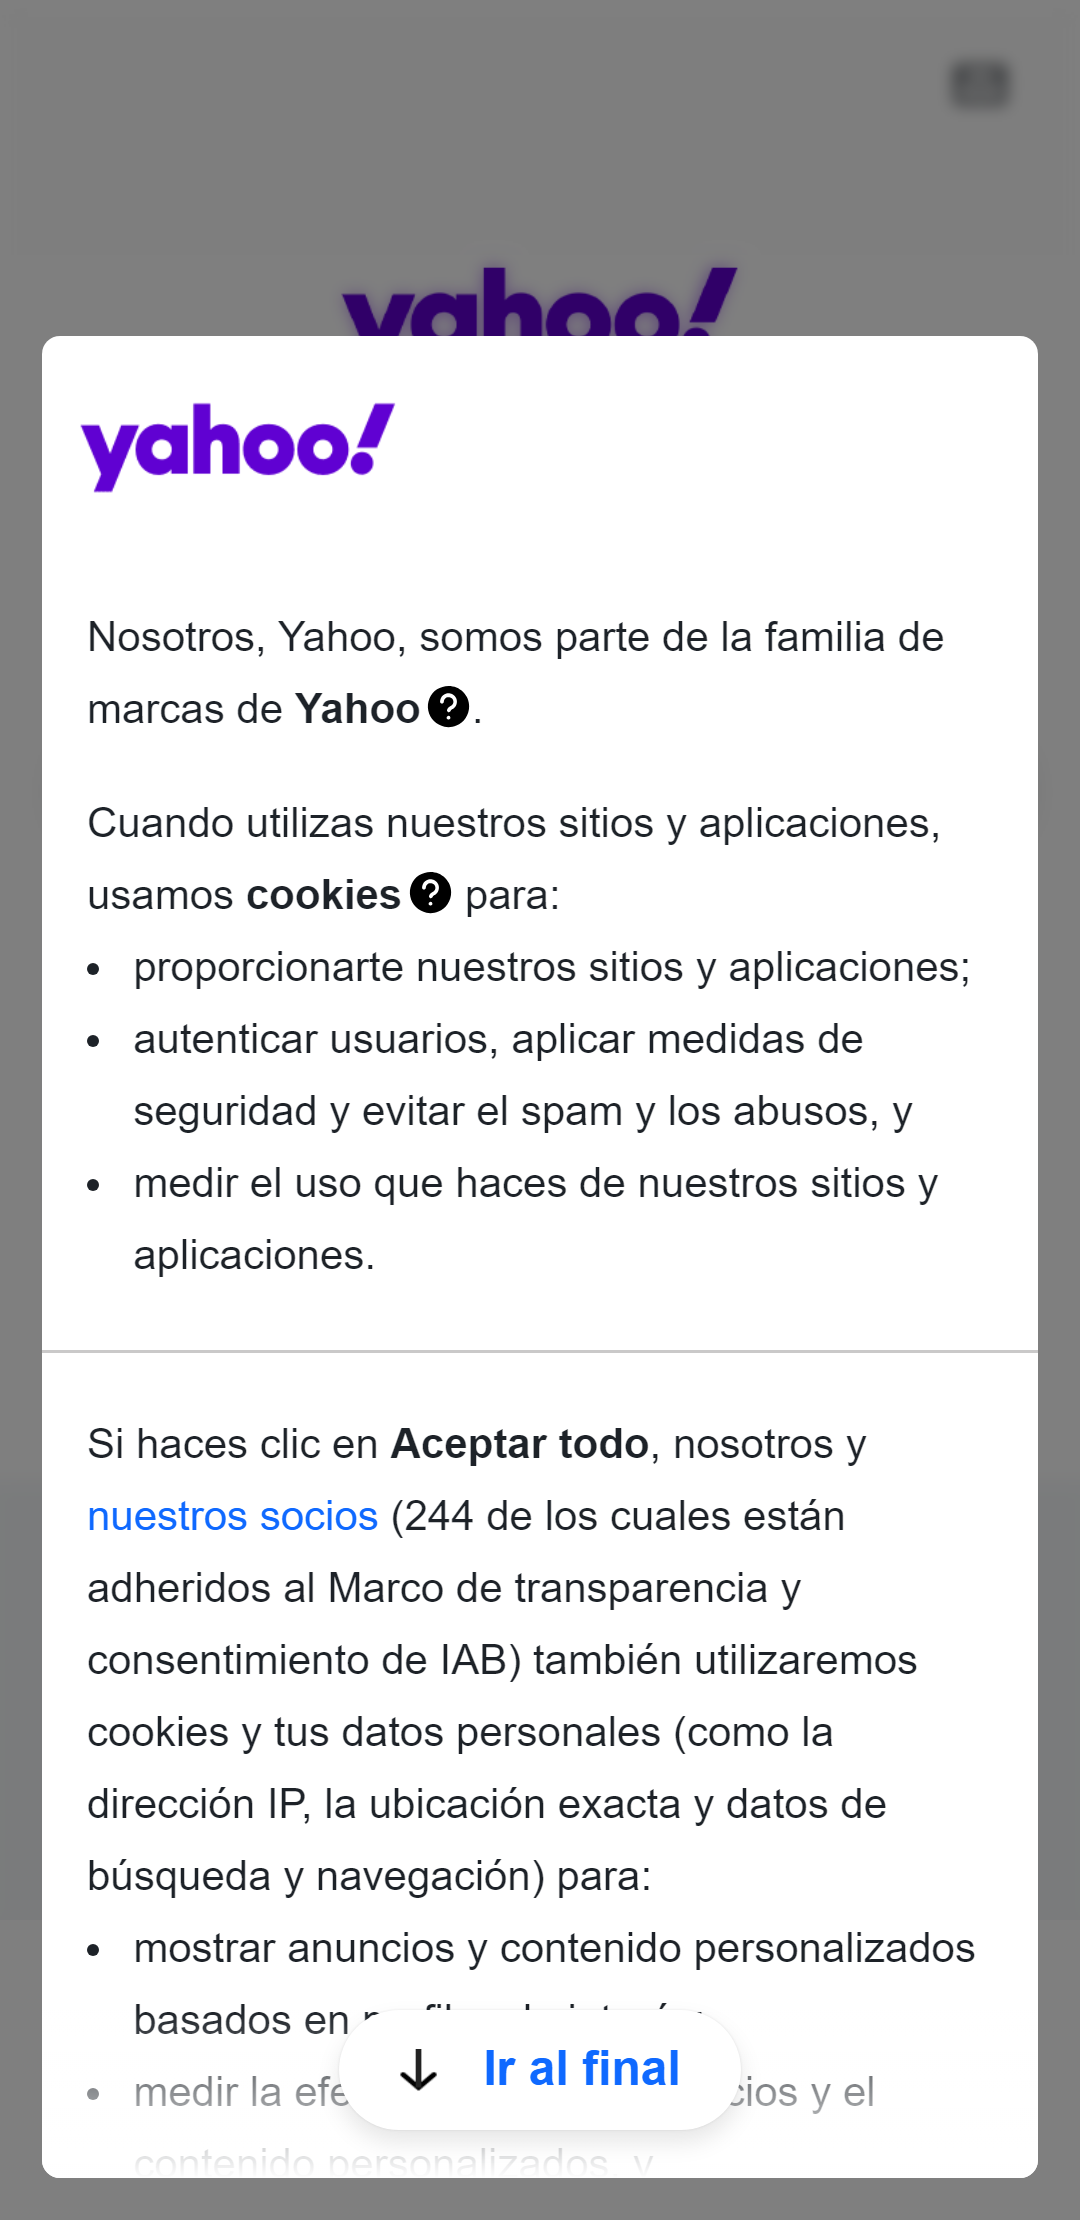 yahoo!
yahoo!
Nosotros, Yahoo, somos parte de la familia de
marcas de Yahoo ? .
Cuando utilizas nuestros sitios y aplicaciones,
usamos cookies ? para:
• proporcionarte nuestros sitios y aplicaciones;
• autenticar usuarios, aplicar medidas de
seguridad y evitar el spam y los abusos, y
• medir el uso que haces de nuestros sitios y
aplicaciones.
Si haces clic en Aceptar todo, nosotros y
nuestros socios (244 de los cuales están
adheridos al Marco de transparencia y
consentimiento de IAB) también utilizaremos
cookies y tus datos personales (como la
dirección IP, la ubicación exacta y datos de
búsqueda y navegación) para:
• mostrar anuncios y contenido personalizados
basados en
• medir la y el
contenido personalizados, y
Ir al final